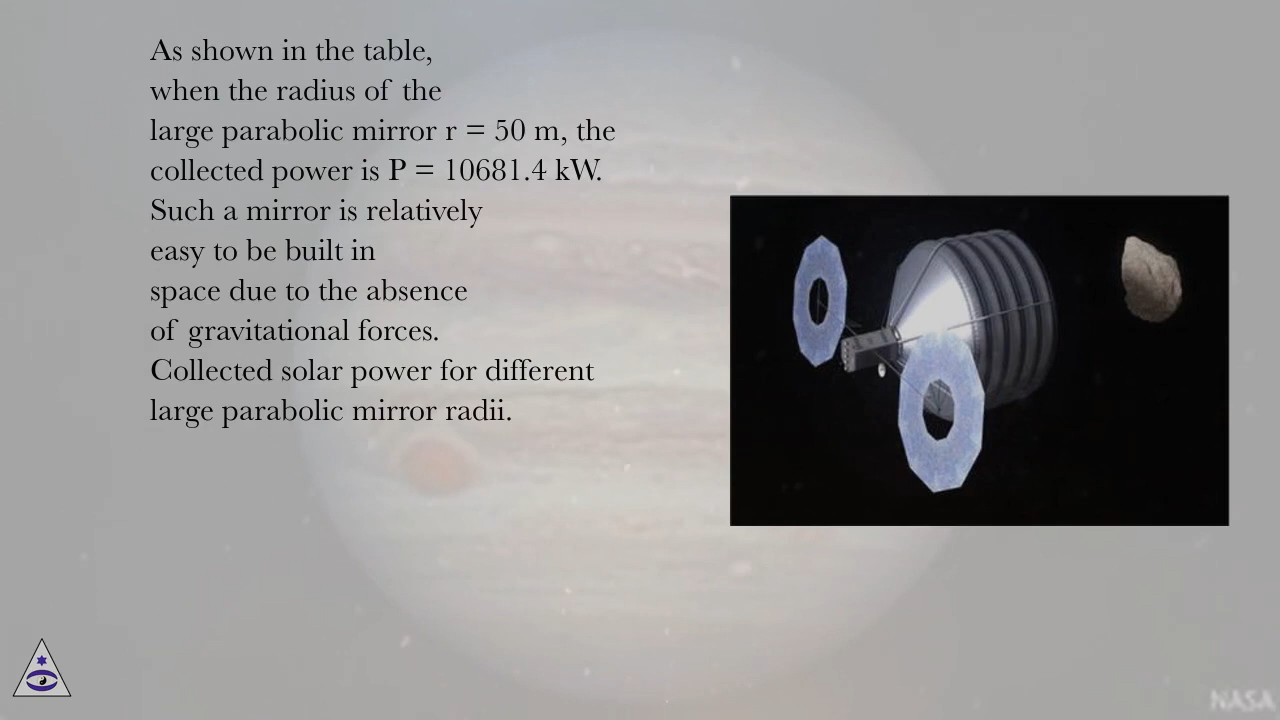 As shown in the table,
when the radius of the
large parabolic mirror r = 50 m, the
collected power is P = 10681.4 kW.
Such a mirror is relatively
easy to be built in
space due to the absence
of gravitational forces.
Collected solar power for different
large parabolic mirror radii.
NASA